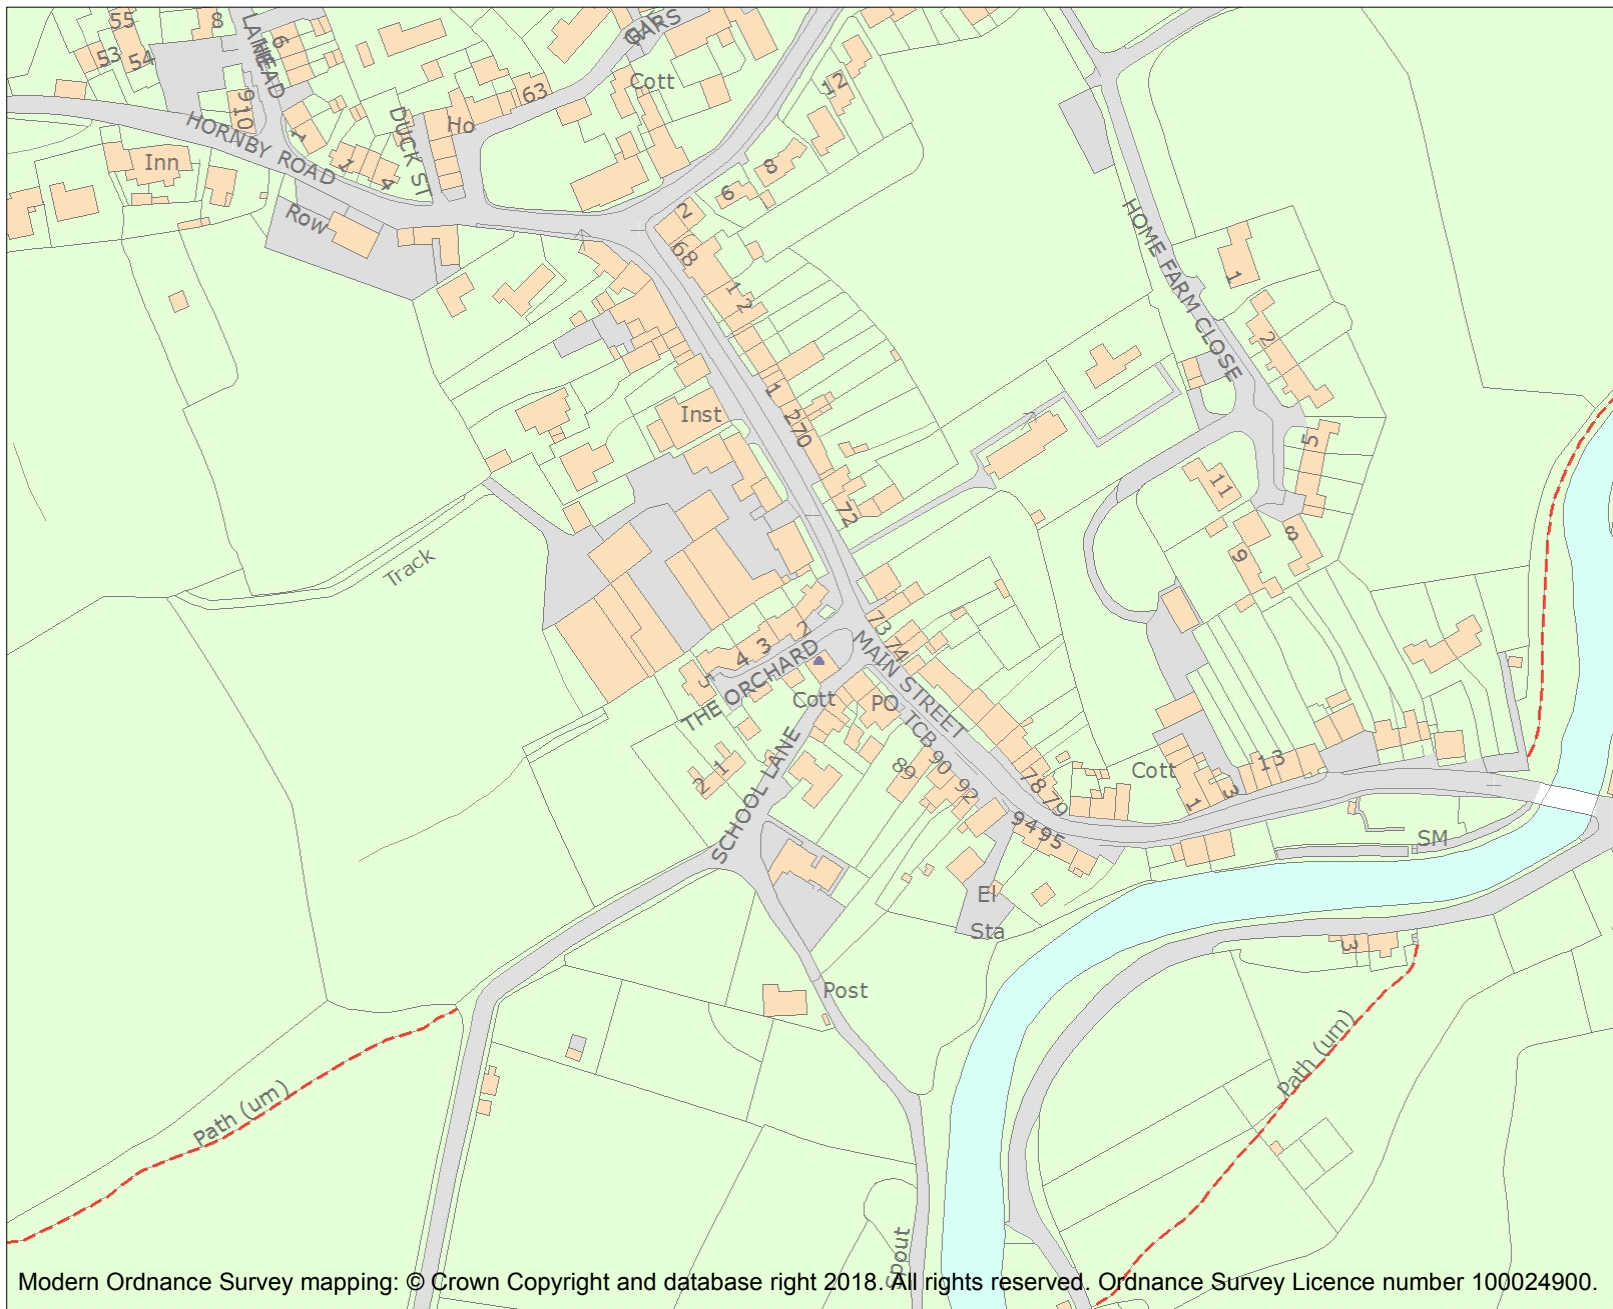 55
8
53
54
LANE HEAD
6
9
10
1
HORNBY ROAD
Inn
DUCK ST
1
4
Ho
63
GARS
Cott
12
8
6
2
68
Row
1 2
Inst
1
270
72
HOME FARM CLOSE
1
2
5
11
8
9
Track
73
74
2
3
4
5
THE ORCHARD
MAIN STREET
Cott
PO
TCB
1
2
SCHOOL LANE
89
90
92
78
79
94
95
Cott
1
3
13
SM
El
Sta
3
Post
Path (um)
Path (um)
Spout
Modern Ordnance Survey mapping: © Crown Copyright and database right 2018. All rights reserved. Ordnance Survey Licence number 100024900.